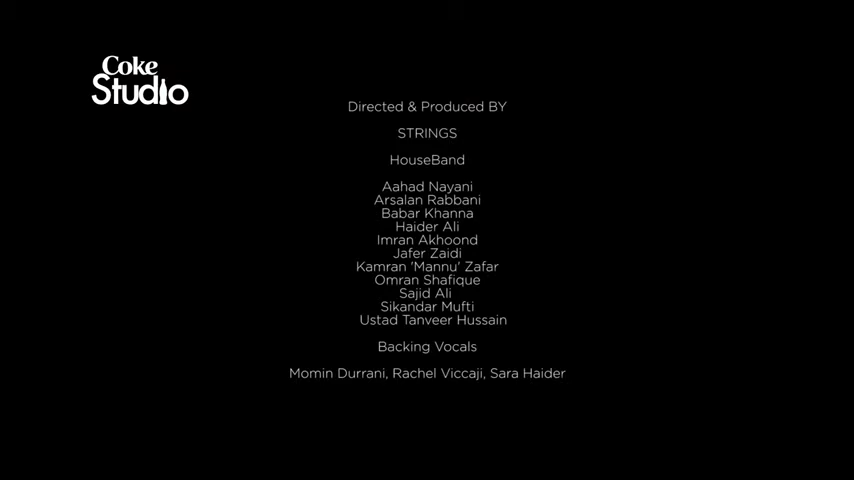 Coke
Studio
Directed & Produced BY
STRINGS
HouseBand
Aahad Nayani
Arsalan Rabbani
Babar Khanna
Haider Ali
Imran Akhoond
Jafer Zaidi
Kamran 'Mannu' Zafar
Omran Shafique
Sajid Ali
Sikandar Mufti
Ustad Tanveer Hussain
Backing Vocals
Momin Durrani, Rachel Viccaji, Sara Haider